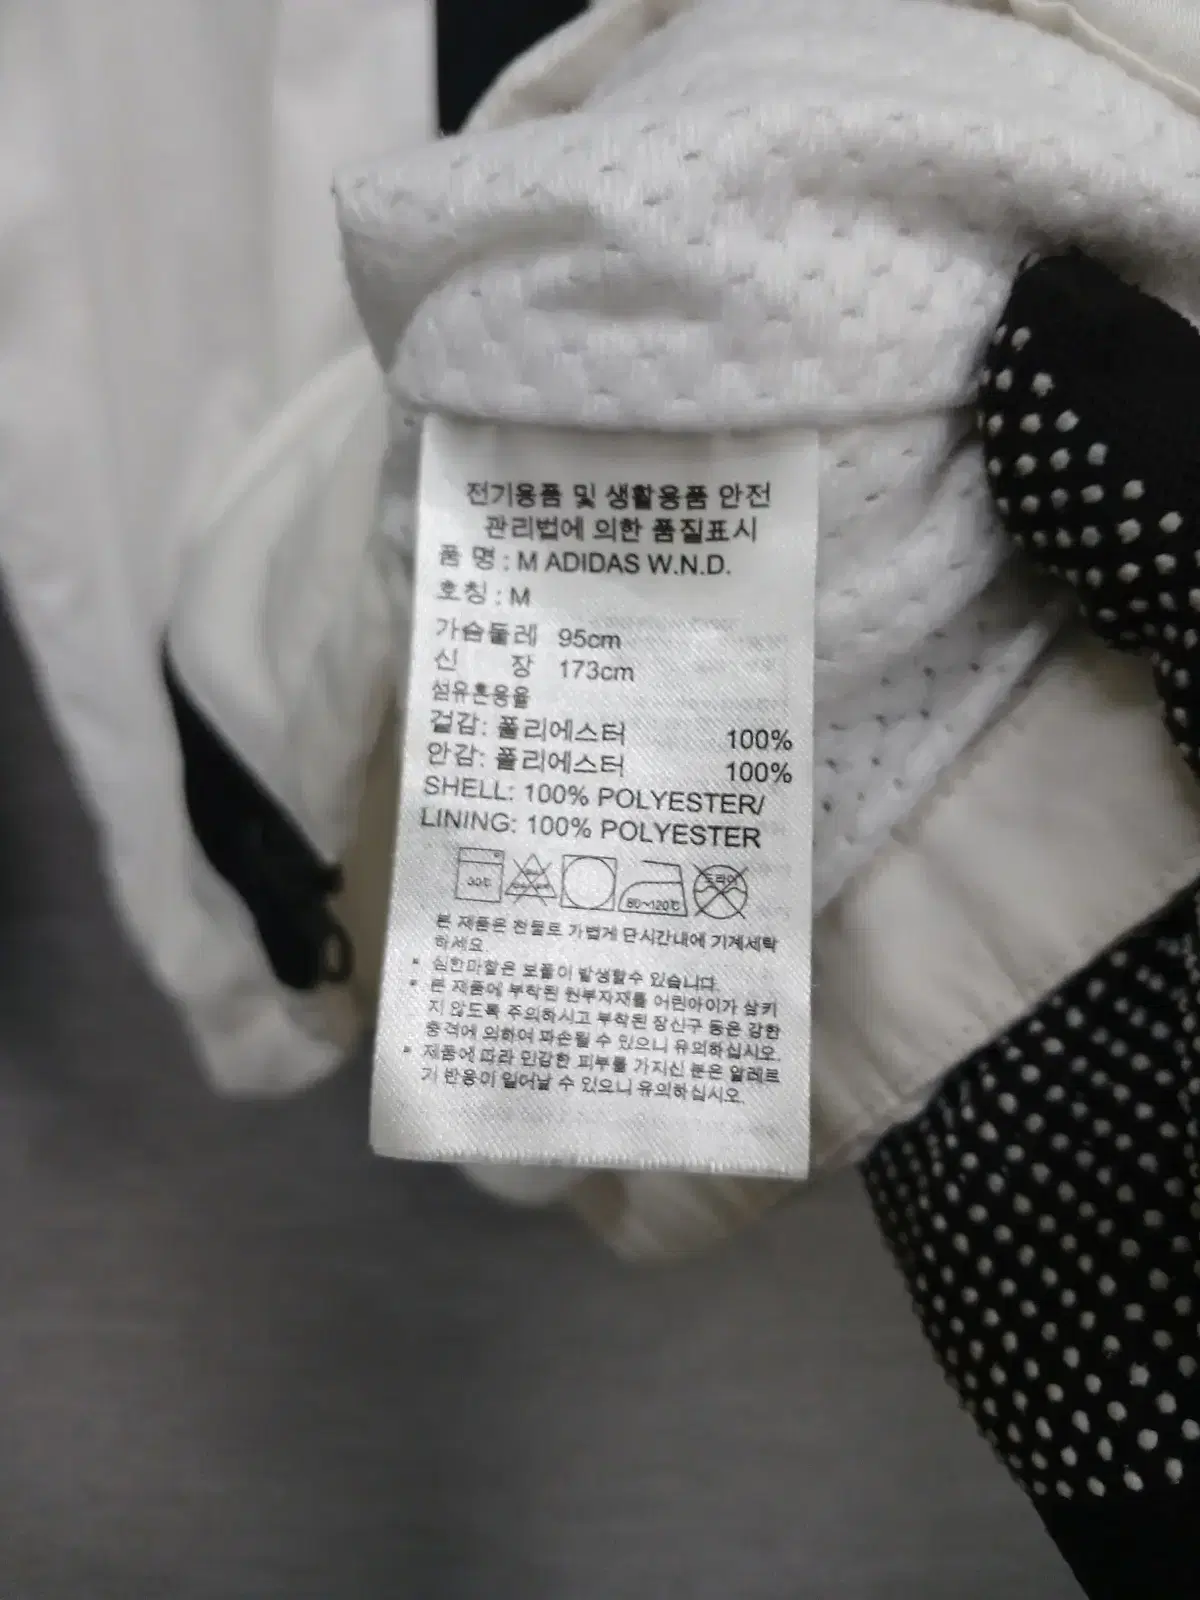 전기용품 및 생활용품 안전
관리법에 의한 품질표시
품 명 : M ADIDAS W.N.D.
호칭 : M
가슴둘레 95cm
신 장 173cm
섬유혼용율
겉감: 폴리에스터 100%
안감: 폴리에스터 100%
SHELL: 100% POLYESTER/
LINING: 100% POLYESTER
30℃ 80~120℃ 드라이
본 제품은 찬물로 가볍게 단시간내에 기계세탁
하세요.
* 심한마찰은 보풀이 발생할수 있습니다.
* 본 제품에 부착된 원부자재를 어린아이가 삼키
지 않도록 주의하시고 부착된 장신구 등은 강한
충격에 의하여 파손될 수 있으니 유의하십시오.
* 제품에 따라 민감한 피부를 가지신 분은 알레르
기 반응이 일어날 수 있으니 유의하십시오.